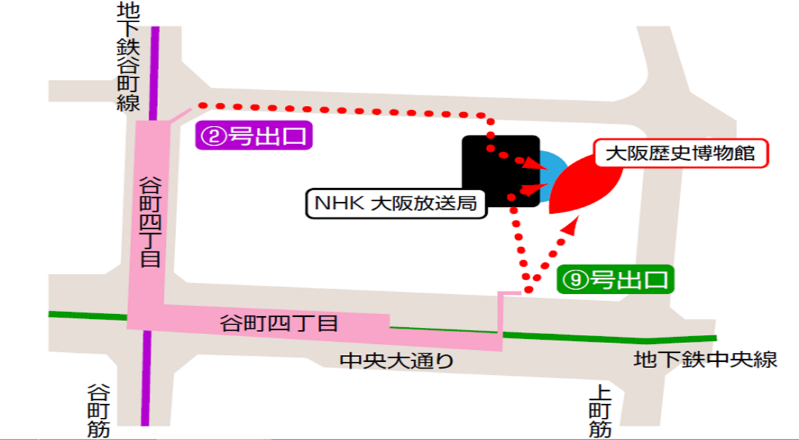 地下鉄谷町線
②号出口
大阪歴史博物館
谷町四丁目
NHK 大阪放送局
⑨号出口
谷町四丁目
中央大通り
地下鉄中央線
谷町筋
上町筋